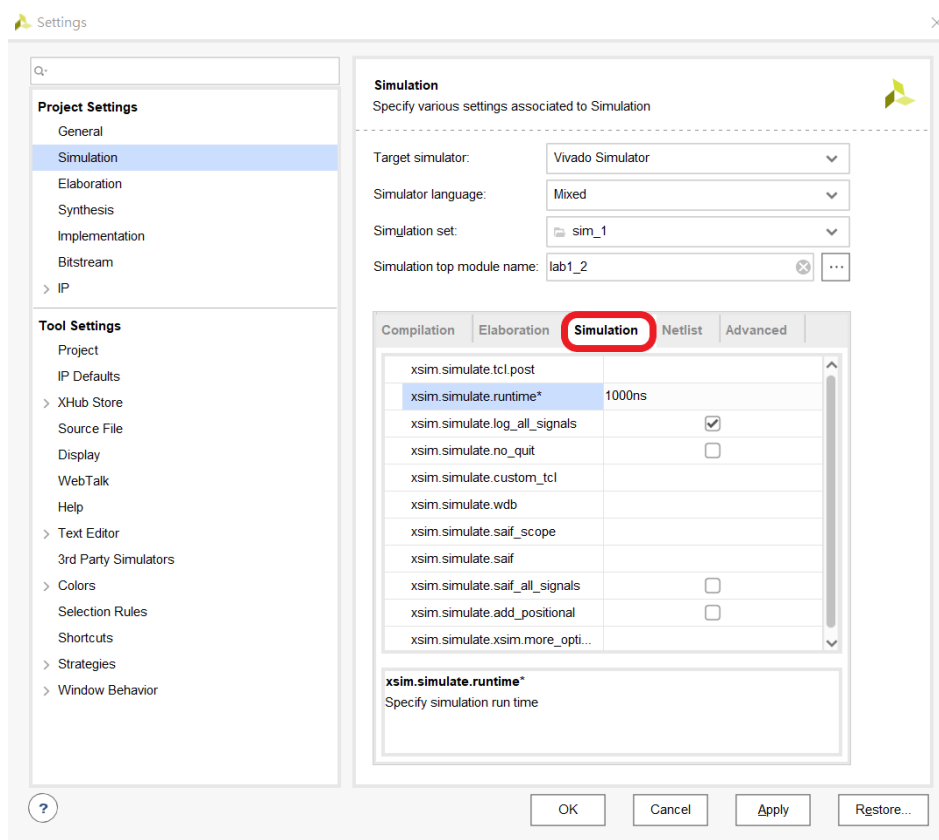 Settings
Project Settings
General
Simulation
Elaboration
Synthesis
Implementation
Bitstream
IP
Tool Settings
Project
IP Defaults
XHub Store
Source File
Display
WebTalk
Help
Text Editor
3rd Party Simulators
Colors
Selection Rules
Shortcuts
Strategies
Window Behavior
Simulation
Specify various settings associated to Simulation
Target simulator: Vivado Simulator
Simulator language: Mixed
Simulation set: sim_1
Simulation top module name: lab1_2 ...
Compilation Elaboration Simulation Netlist Advanced
xsim.simulate.tcl.post
xsim.simulate.runtime* 1000ns
xsim.simulate.log_all_signals
xsim.simulate.no_quit
xsim.simulate.custom_tcl
xsim.simulate.wdb
xsim.simulate.saif_scope
xsim.simulate.saif
xsim.simulate.saif_all_signals
xsim.simulate.add_positional
xsim.simulate.xsim.more_opti...
xsim.simulate.runtime*
Specify simulation run time
? OK Cancel Apply Restore...